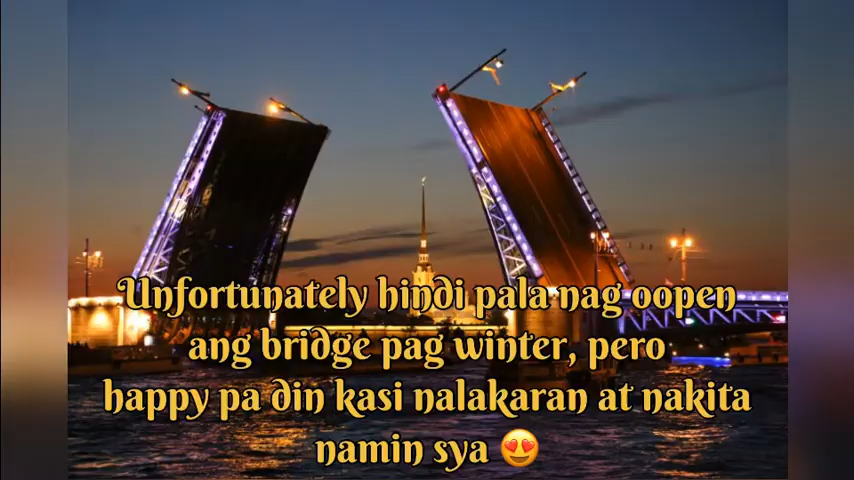 Unfortunately hindi pala nag oopen
ang bridge pag winter, pero
happy pa din kasi nalakaran at nakita
namin sya 😍